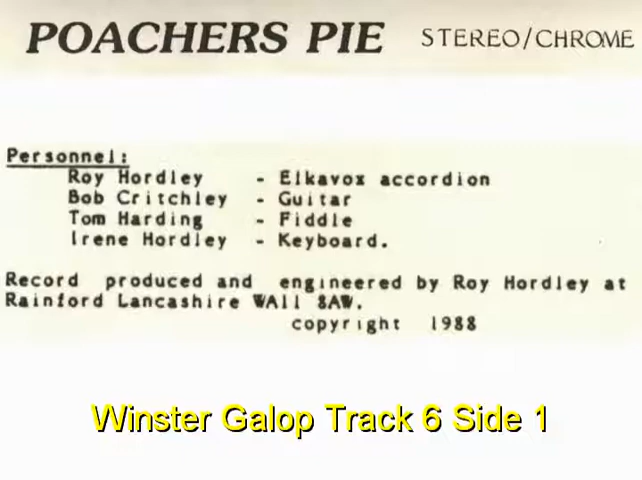 POACHERS PIE STEREO/CHROME
Personnel:
Roy Hordley - Elkavox accordion
Bob Critchley - Guitar
Tom Harding - Fiddle
Irene Hordley - Keyboard.
Record produced and engineered by Roy Hordley at
Rainford Lancashire WA11 8AW.
copyright 1988
Winster Galop Track 6 Side 1